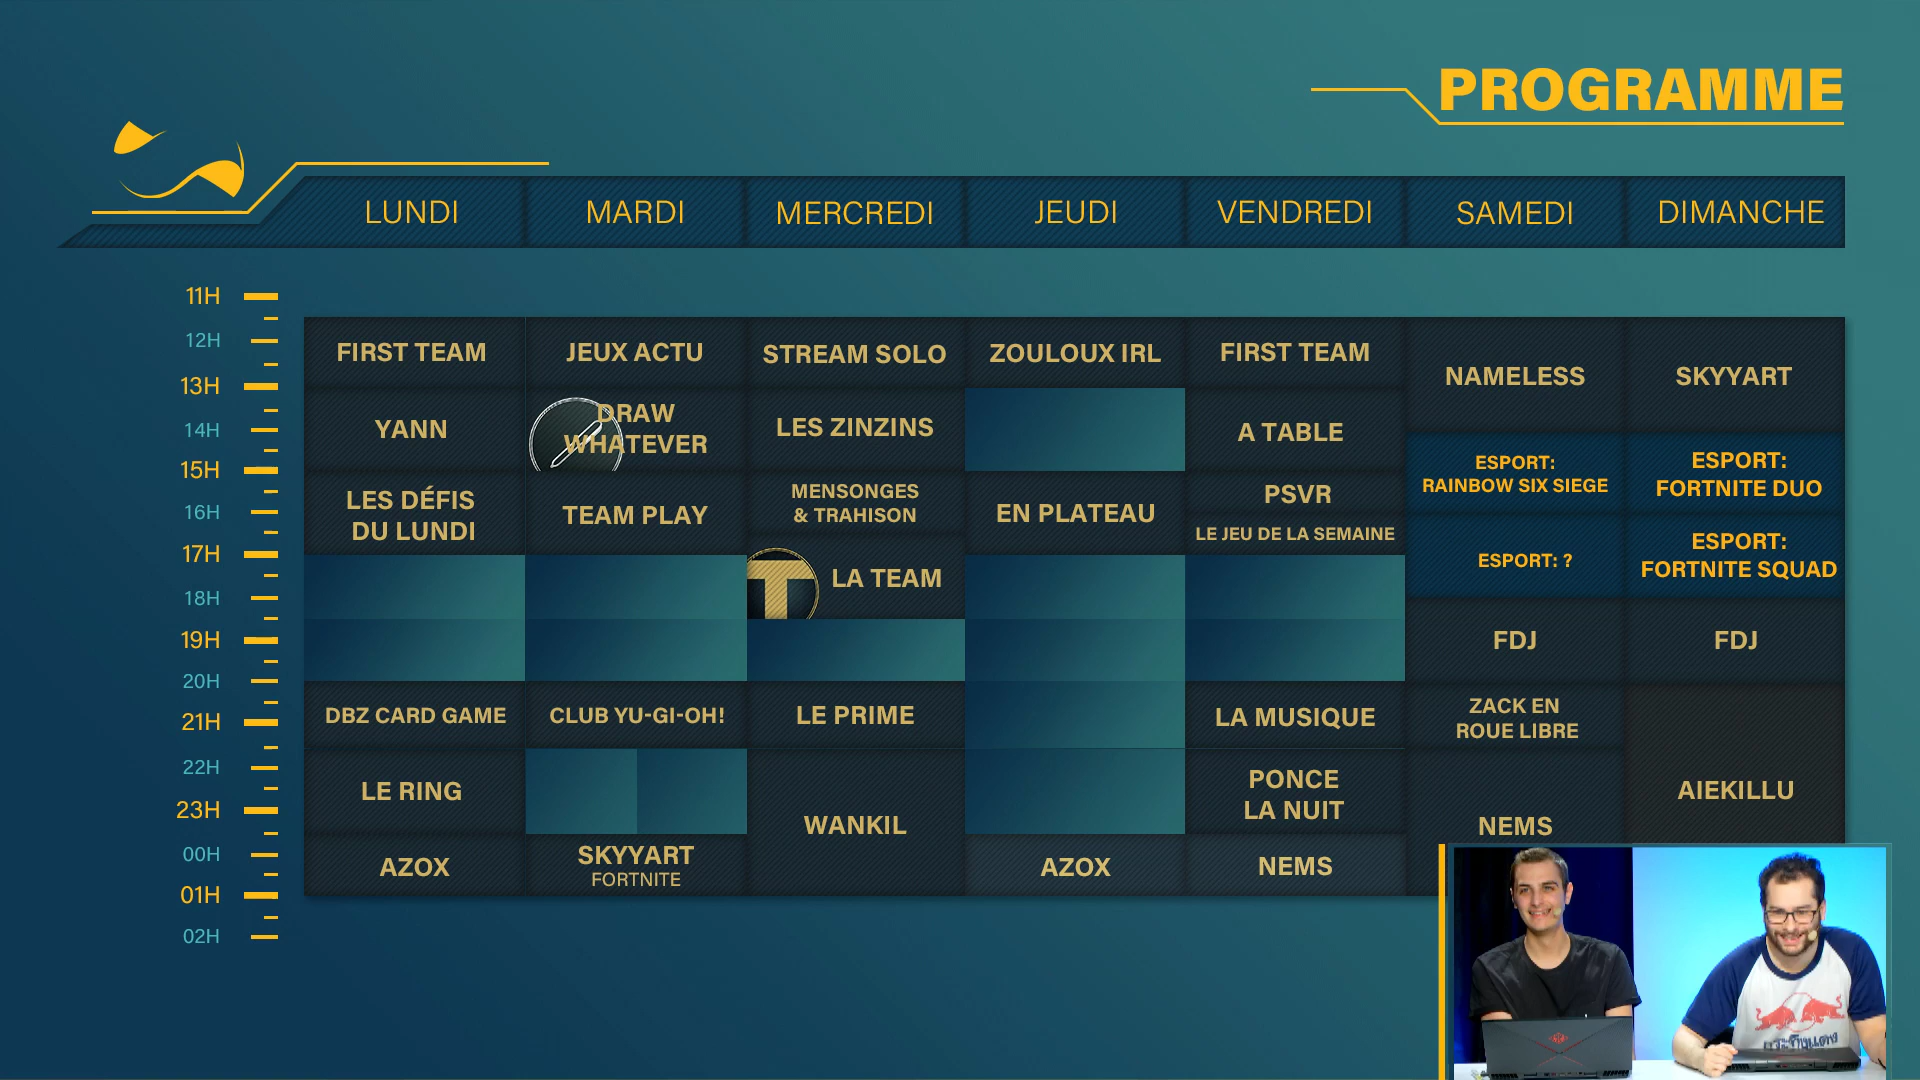 PROGRAMME
LUNDI
MARDI
MERCREDI
JEUDI
VENDREDI
SAMEDI
DIMANCHE
11H
12H
13H
14H
15H
16H
17H
18H
19H
20H
21H
22H
23H
00H
01H
02H
FIRST TEAM
JEUX ACTU
STREAM SOLO
ZOULOUX IRL
FIRST TEAM
NAMELESS
SKYYART
YANN
DRAW
WHATEVER
LES ZINZINS
A TABLE
ESPORT:
RAINBOW SIX SIEGE
ESPORT:
FORTNITE DUO
LES DÉFIS
DU LUNDI
TEAM PLAY
MENSONGES
& TRAHISON
EN PLATEAU
PSVR
LE JEU DE LA SEMAINE
ESPORT: ?
ESPORT:
FORTNITE SQUAD
T
LA TEAM
FDJ
FDJ
DBZ CARD GAME
CLUB YU-GI-OH!
LE PRIME
LA MUSIQUE
ZACK EN
ROUE LIBRE
LE RING
WANKIL
PONCE
LA NUIT
NEMS
AIEKILLU
AZOX
SKYYART
FORTNITE
AZOX
NEMS